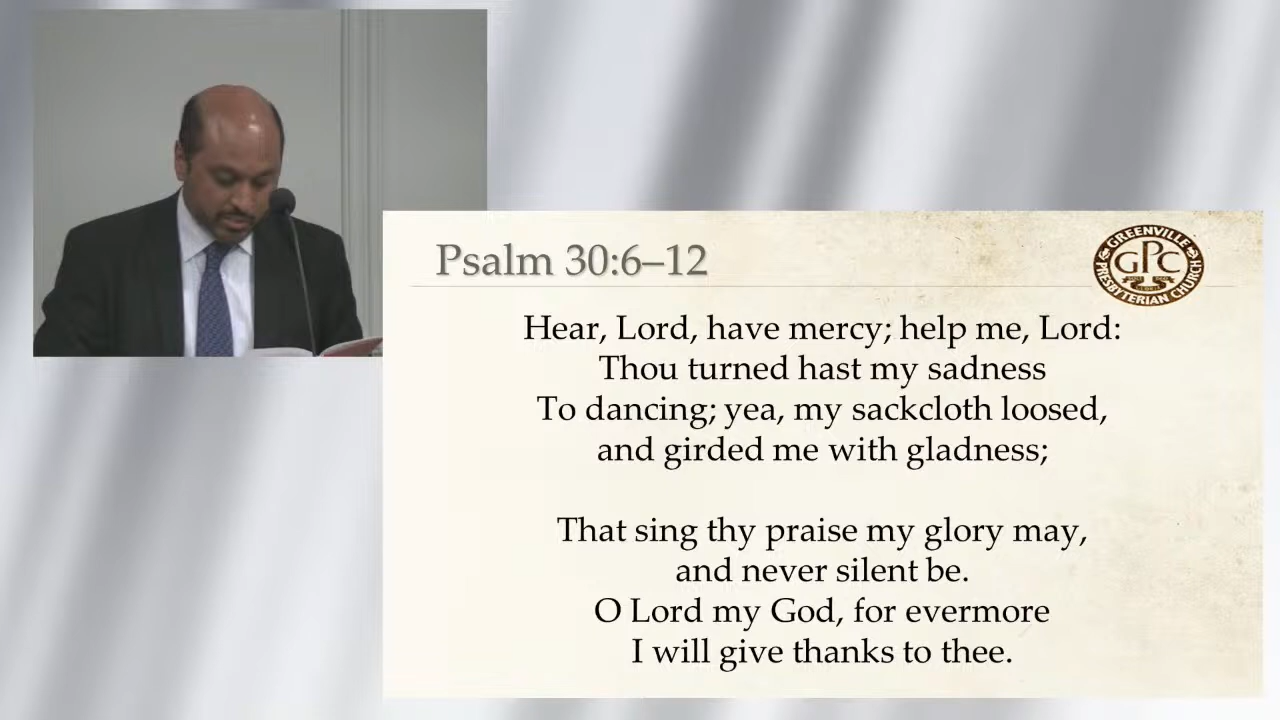 Psalm 30:6–12
GREENVILLE
GPC
PRESBYTERIAN CHURCH
Hear, Lord, have mercy; help me, Lord:
Thou turned hast my sadness
To dancing; yea, my sackcloth loosed,
and girded me with gladness;
That sing thy praise my glory may,
and never silent be.
O Lord my God, for evermore
I will give thanks to thee.